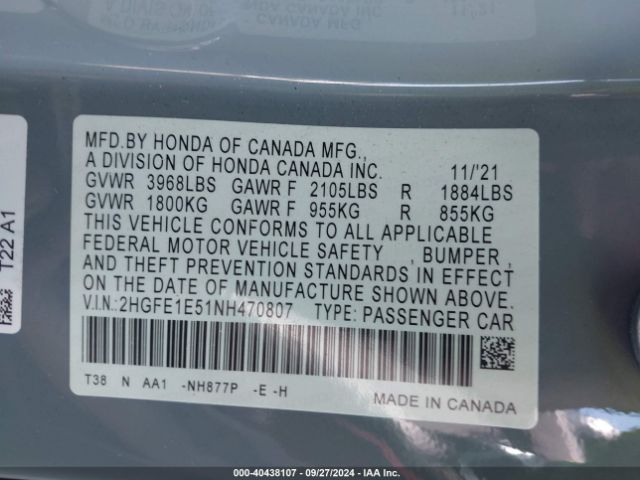 MFD.BY HONDA OF CANADA MFG.,
A DIVISION OF HONDA CANADA INC. 11/'21
GVWR 3968LBS GAWR F 2105LBS R 1884LBS
GVWR 1800KG GAWR F 955KG R 855KG
THIS VEHICLE CONFORMS TO ALL APPLICABLE
FEDERAL MOTOR VEHICLE SAFETY , BUMPER ,
AND THEFT PREVENTION STANDARDS IN EFFECT
ON THE DATE OF MANUFACTURE SHOWN ABOVE.
V.I.N.:2HGFE1E51NH470807 TYPE: PASSENGER CAR
T38 N AA1 -NH877P -E -H
MADE IN CANADA
T22 A1
000-40438107 - 09/27/2024 - IAA Inc.